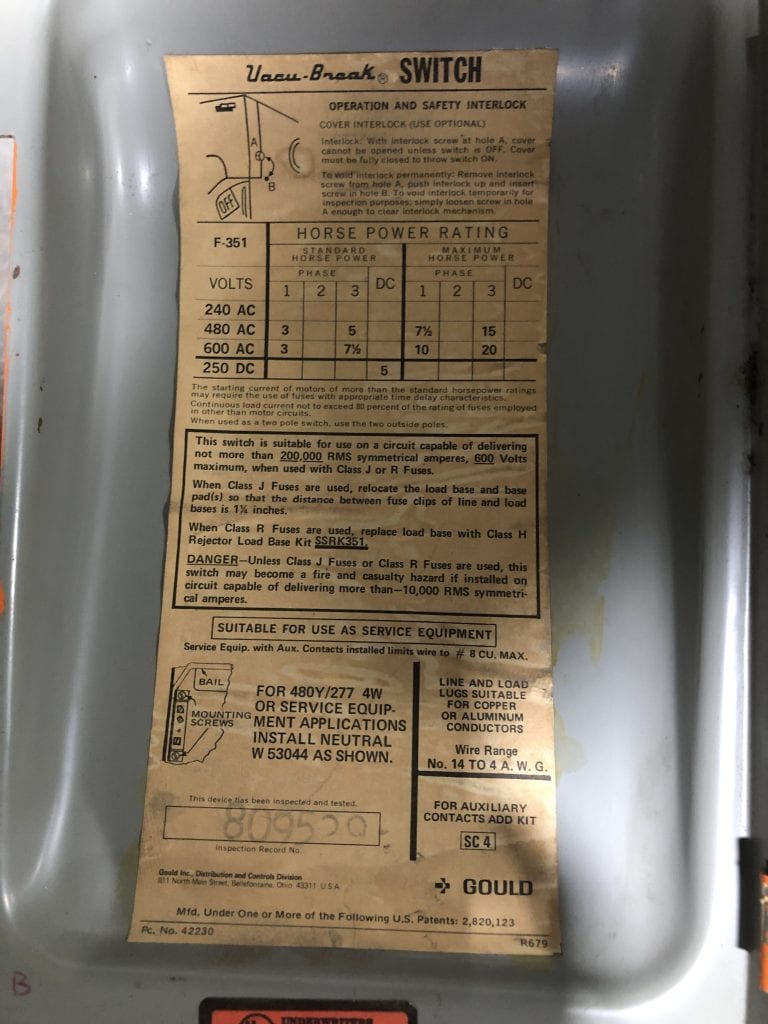 Vacu-Break® SWITCH
OPERATION AND SAFETY INTERLOCK
COVER INTERLOCK (USE OPTIONAL)
Interlock: With interlock screw at hole A, cover
cannot be opened unless switch is OFF. Cover
must be fully closed to throw switch ON.
To void interlock permanently: Remove interlock
screw from hole A, push interlock up and insert
screw in hole B. To void interlock temporarily for
inspection purposes; simply loosen screw in hole
A enough to clear interlock mechanism.
A
B
OFF
F-351
HORSE POWER RATING
STANDARD HORSE POWER
MAXIMUM HORSE POWER
VOLTS
PHASE DC PHASE DC
1 2 3 1 2 3
240 AC
480 AC 3 5 7½ 15
600 AC 3 7½ 10 20
250 DC 5
The starting current of motors of more than the standard horsepower ratings
may require the use of fuses with appropriate time delay characteristics.
Continuous load current not to exceed 80 percent of the rating of fuses employed
in other than motor circuits.
When used as a two pole switch, use the two outside poles.
This switch is suitable for use on a circuit capable of delivering
not more than 200,000 RMS symmetrical amperes, 600 Volts
maximum, when used with Class J or R Fuses.
When Class J Fuses are used, relocate the load base and base
pad(s) so that the distance between fuse clips of line and load
bases is 1¼ inches.
When Class R Fuses are used, replace load base with Class H
Rejector Load Base Kit SSRK351.
DANGER—Unless Class J Fuses or Class R Fuses are used, this
switch may become a fire and casualty hazard if installed on
circuit capable of delivering more than—10,000 RMS symmetri-
cal amperes.
SUITABLE FOR USE AS SERVICE EQUIPMENT
Service Equip. with Aux. Contacts installed limits wire to # 8 CU. MAX.
BAIL
MOUNTING
SCREWS
FOR 480Y/277 4W
OR SERVICE EQUIP-
MENT APPLICATIONS
INSTALL NEUTRAL
W 53044 AS SHOWN.
LINE AND LOAD
LUGS SUITABLE
FOR COPPER
OR ALUMINUM
CONDUCTORS
Wire Range
No. 14 TO 4 A. W. G.
This device has been inspected and tested.
Inspection Record No.
FOR AUXILIARY
CONTACTS ADD KIT
SC 4
Gould Inc., Distribution and Controls Division
811 North Main Street, Bellefontaine, Ohio 43311 U.S.A.
GOULD
Mfd. Under One or More of the Following U.S. Patents: 2,820,123
Pc. No. 42230
R679
B
UNDERWRITERS